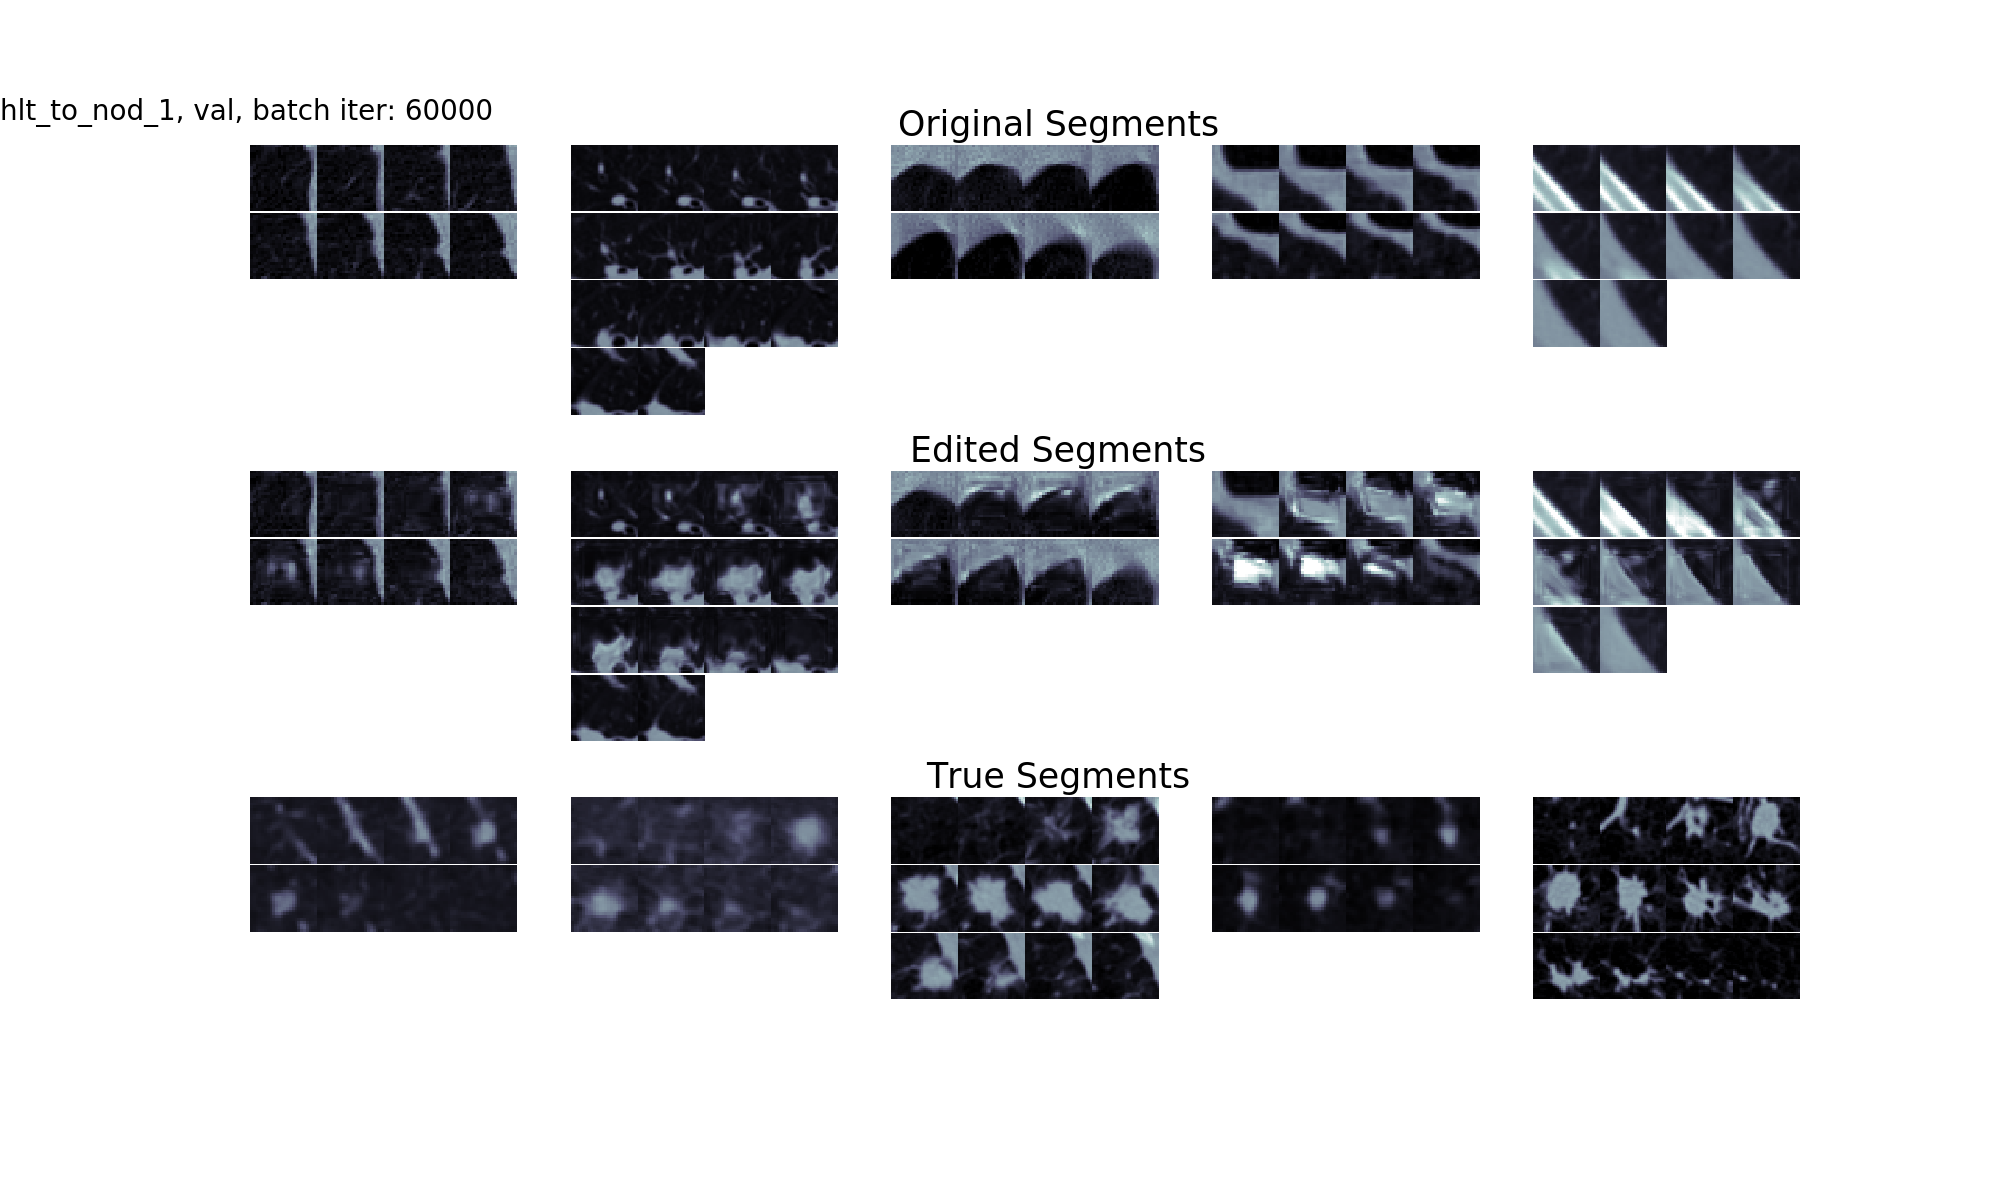 hlt_to_nod_1, val, batch iter: 60000
Original Segments
Edited Segments
True Segments